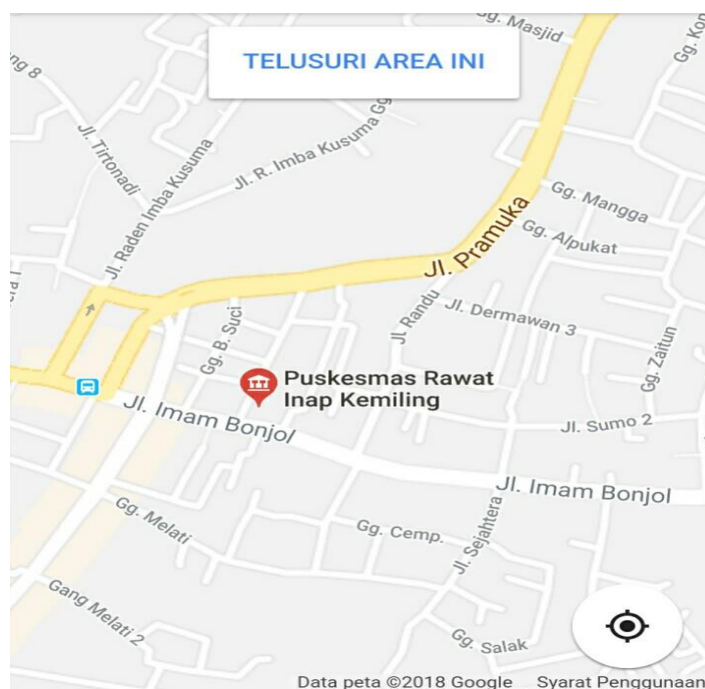 Gg. Masjid
TELUSURI AREA INI
Jl. Tirtonadi
Jl. R. Imba Kusuma Gg
Jl. Raden Imba Kusuma
Gg. Mangga
Gg. Alpukat
Jl. Pramuka
Jl. Dermawan 3
Jl. Randu
Gg. B. Suci
Gg. Zaitun
Puskesmas Rawat
Inap Kemiling
Jl. Imam Bonjol
Jl. Sumo 2
Jl. Imam Bonjol
Gg. Melati
Gg. Cemp.
Jl. Sejahtera
Gang Melati 2
Gg. Salak
Data peta ©2018 Google
Syarat Penggunaan